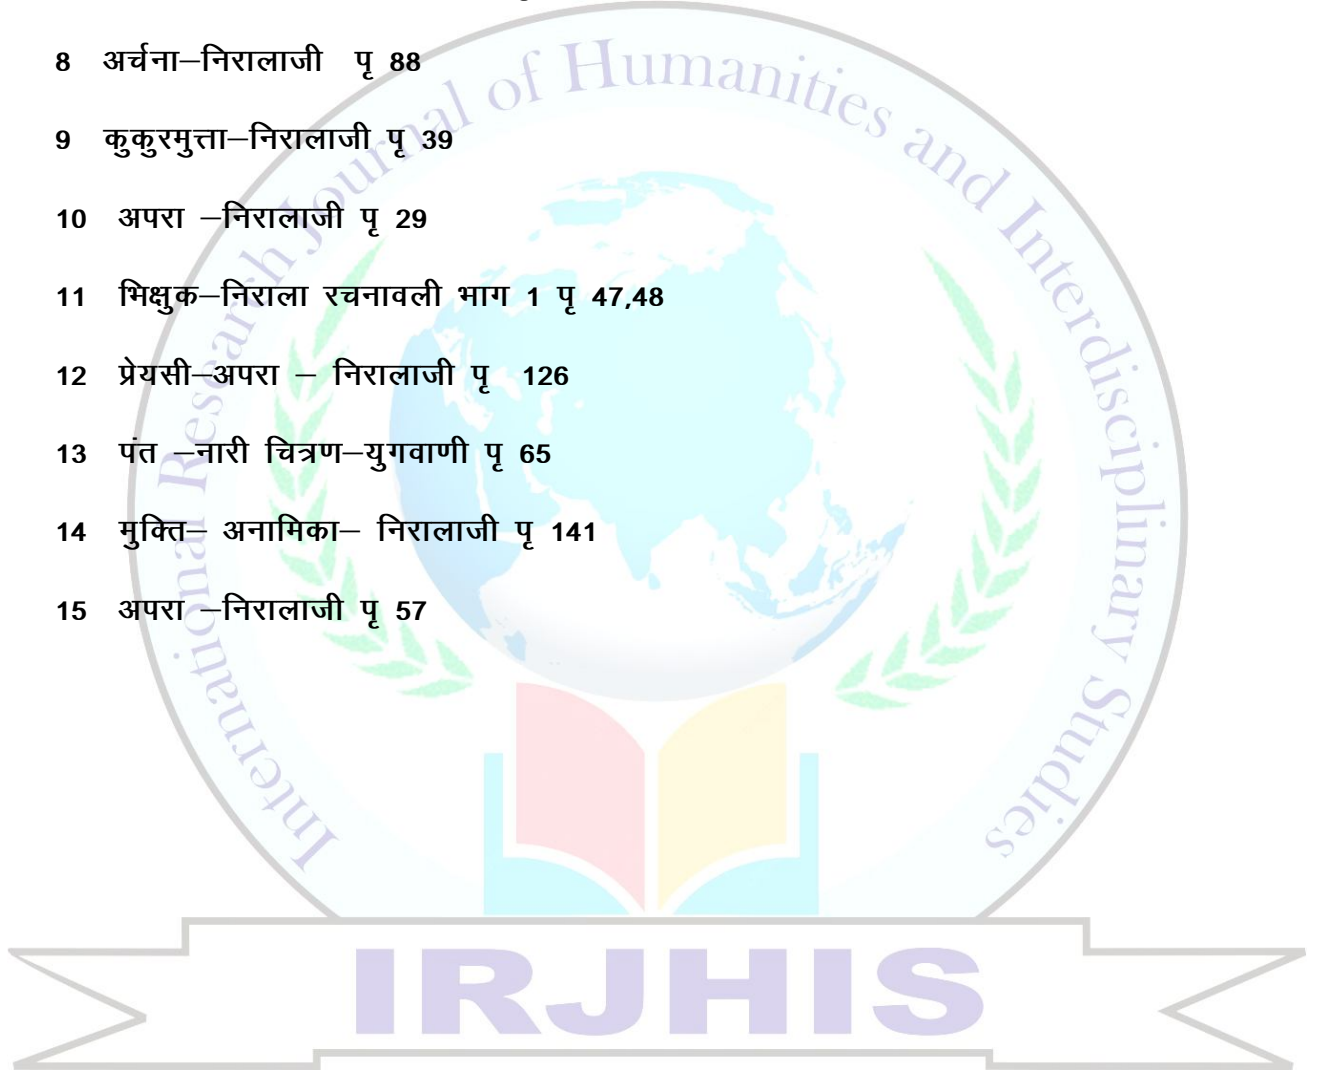 8 अर्चना–निरालाजी पृ 88
9 कुकुरमुत्ता–निरालाजी पृ 39
10 अपरा –निरालाजी पृ 29
11 भिक्षुक–निराला रचनावली भाग 1 पृ 47,48
12 प्रेयसी–अपरा – निरालाजी पृ 126
13 पंत –नारी चित्रण–युगवाणी पृ 65
14 मुक्ति– अनामिका– निरालाजी पृ 141
15 अपरा –निरालाजी पृ 57
International Research Journal of Humanities and Interdisciplinary Studies
IRJHIS